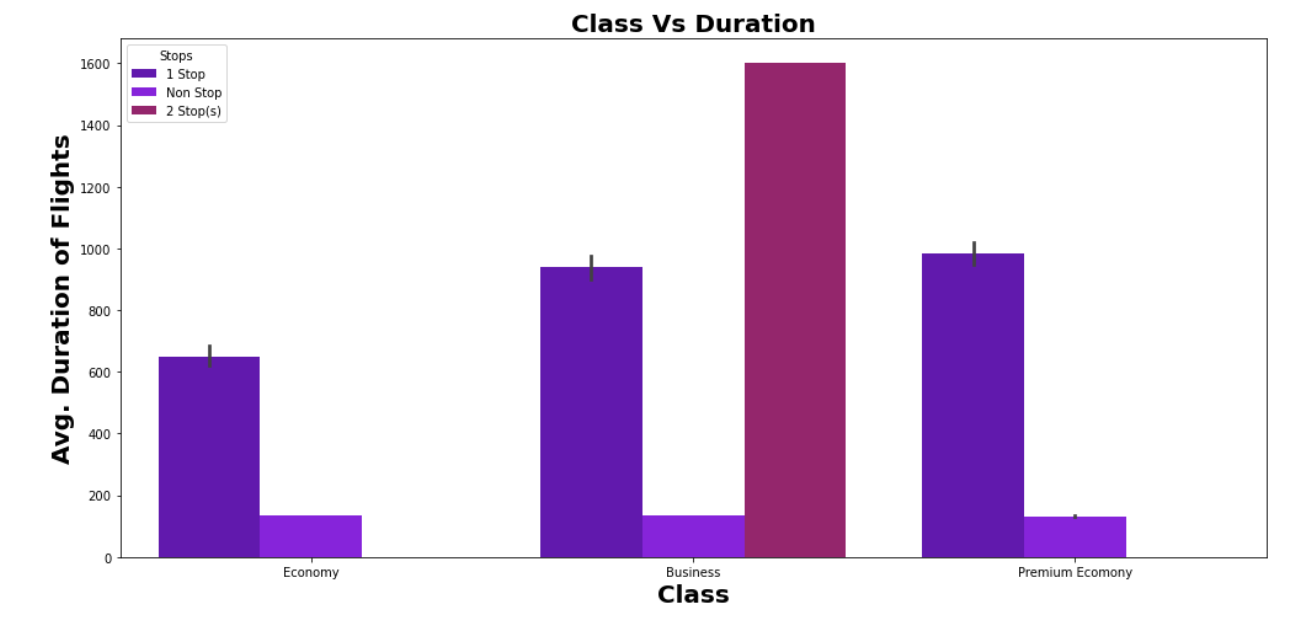 Class Vs Duration
Stops
1 Stop
Non Stop
2 Stop(s)
Avg. Duration of Flights
1600
1400
1200
1000
800
600
400
200
0
Economy
Business
Premium Ecomony
Class